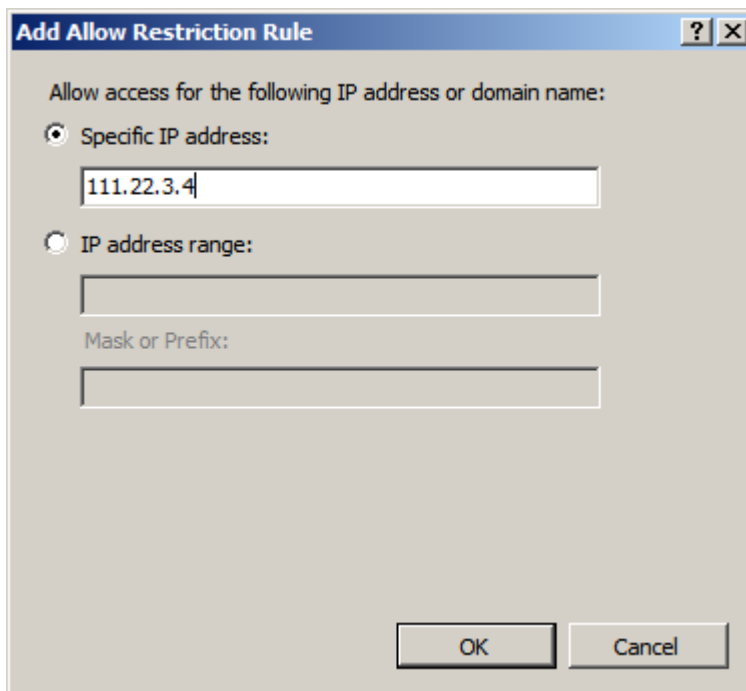 Add Allow Restriction Rule
Allow access for the following IP address or domain name:
Specific IP address:
111.22.3.4
IP address range:
Mask or Prefix:
OK Cancel